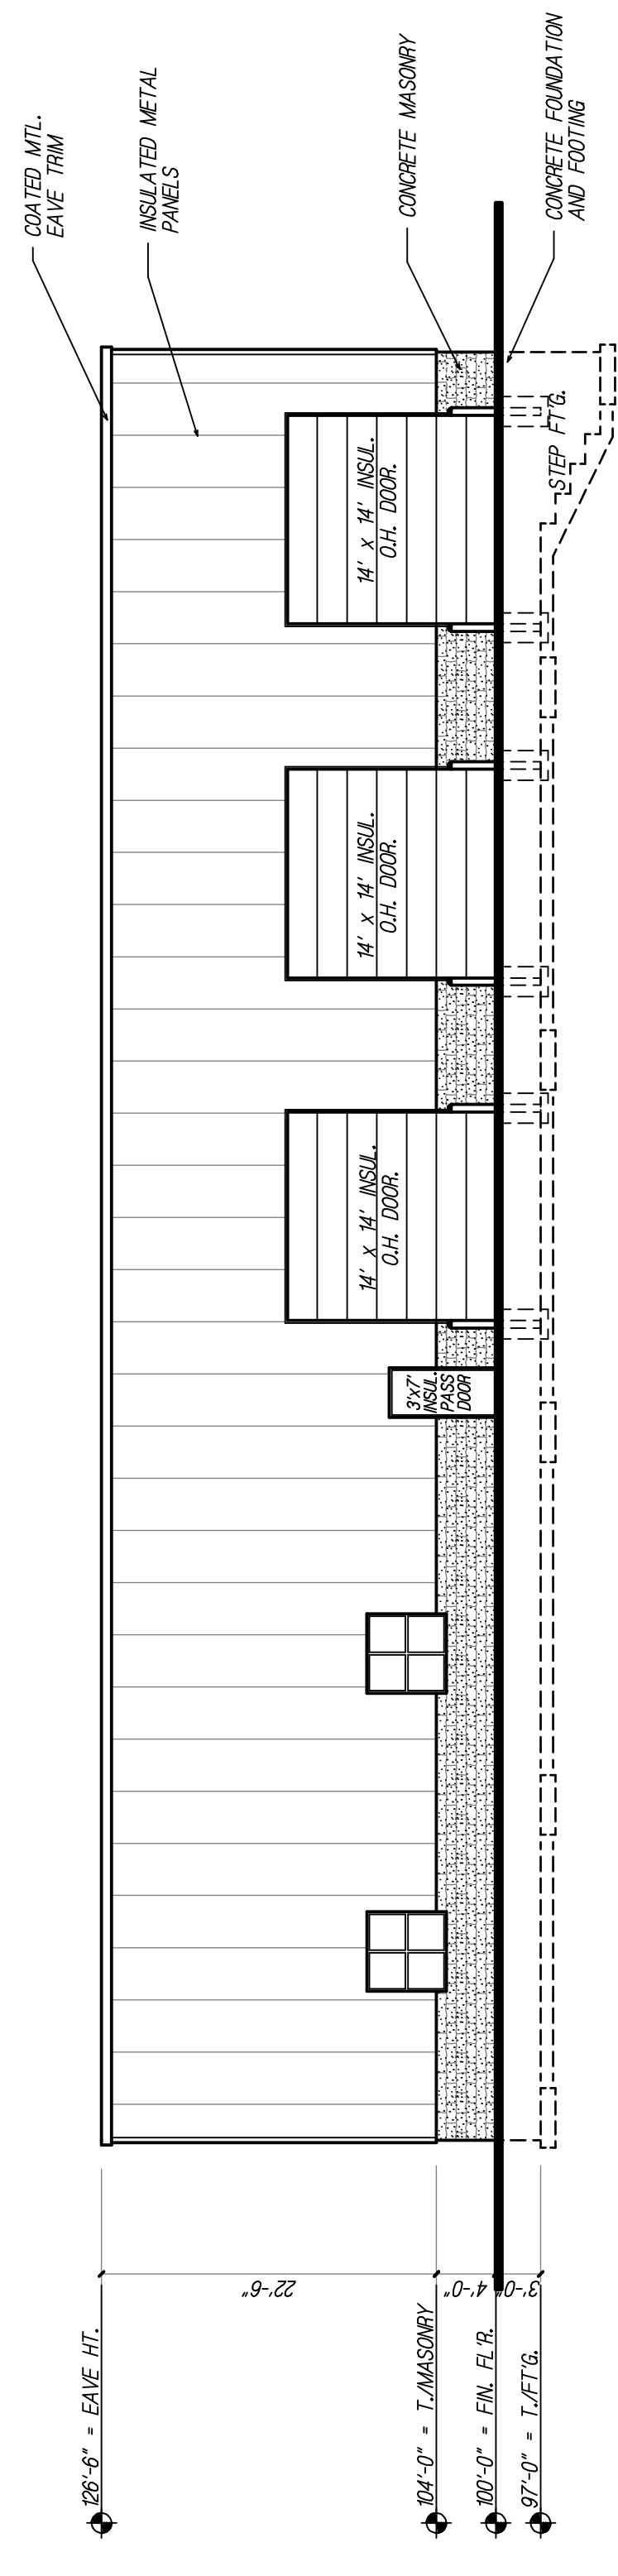 COATED MTL.
EAVE TRIM
INSULATED METAL
PANELS
CONCRETE MASONRY
CONCRETE FOUNDATION
AND FOOTING
14' x 14' INSUL.
O.H. DOOR.
14' x 14' INSUL.
O.H. DOOR.
14' x 14' INSUL.
O.H. DOOR.
3'x7'
INSUL.
PASS
DOOR
STEP FT'G.
22'-6"
4'-0"
3'-0"
126'-6" = EAVE HT.
104'-0" = T./MASONRY
100'-0" = FIN. FL'R.
97'-0" = T./FT'G.